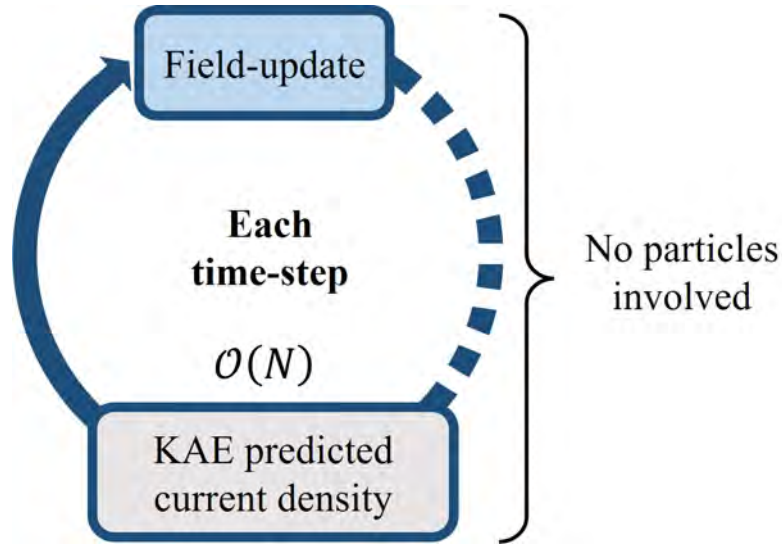 Field-update
Each
time-step
𝒪(N)
No particles
involved
KAE predicted
current density